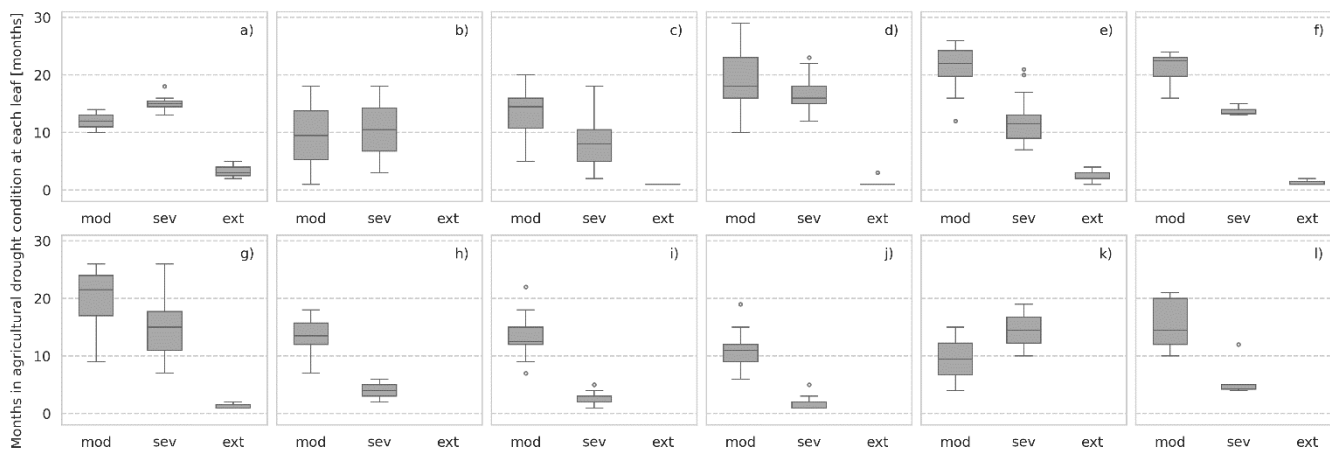 Months in agricultural drought condition at each leaf [months]
30
20
10
0
a)
b)
c)
d)
e)
f)
mod sev ext mod sev ext mod sev ext mod sev ext mod sev ext mod sev ext
30
20
10
0
g)
h)
i)
j)
k)
l)
mod sev ext mod sev ext mod sev ext mod sev ext mod sev ext mod sev ext